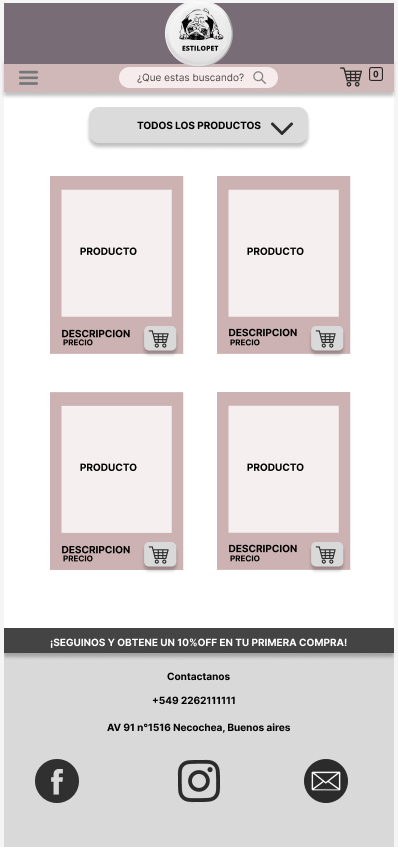 ESTILOPET
¿Que estas buscando?
0
TODOS LOS PRODUCTOS
PRODUCTO
DESCRIPCION
PRECIO
PRODUCTO
DESCRIPCION
PRECIO
PRODUCTO
DESCRIPCION
PRECIO
PRODUCTO
DESCRIPCION
PRECIO
¡SEGUINOS Y OBTENE UN 10%OFF EN TU PRIMERA COMPRA!
Contactanos
+549 2262111111
AV 91 n°1516 Necochea, Buenos aires